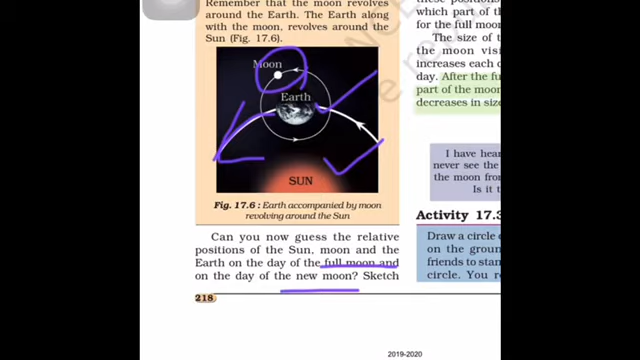 Remember that the moon revolves
around the Earth. The Earth along
with the moon, revolves around the
Sun (Fig. 17.6)
Moon
Earth
SUN
Fig. 17.6 : Earth accompanied by moon
revolving around the Sun
Can you now guess the relative
positions of the Sun, moon and the
Earth on the day of the full moon and
on the day of the new moon? Sketch
218
which part of t
for the full moon
The size of t
the moon visi
increases each
day. After the fu
part of the moon
decreases in size
I have hear
never see the
the moon from
Is it t
Activity 17.3
Draw a circle
on the groun
friends to stan
circle. You r
2019-2020